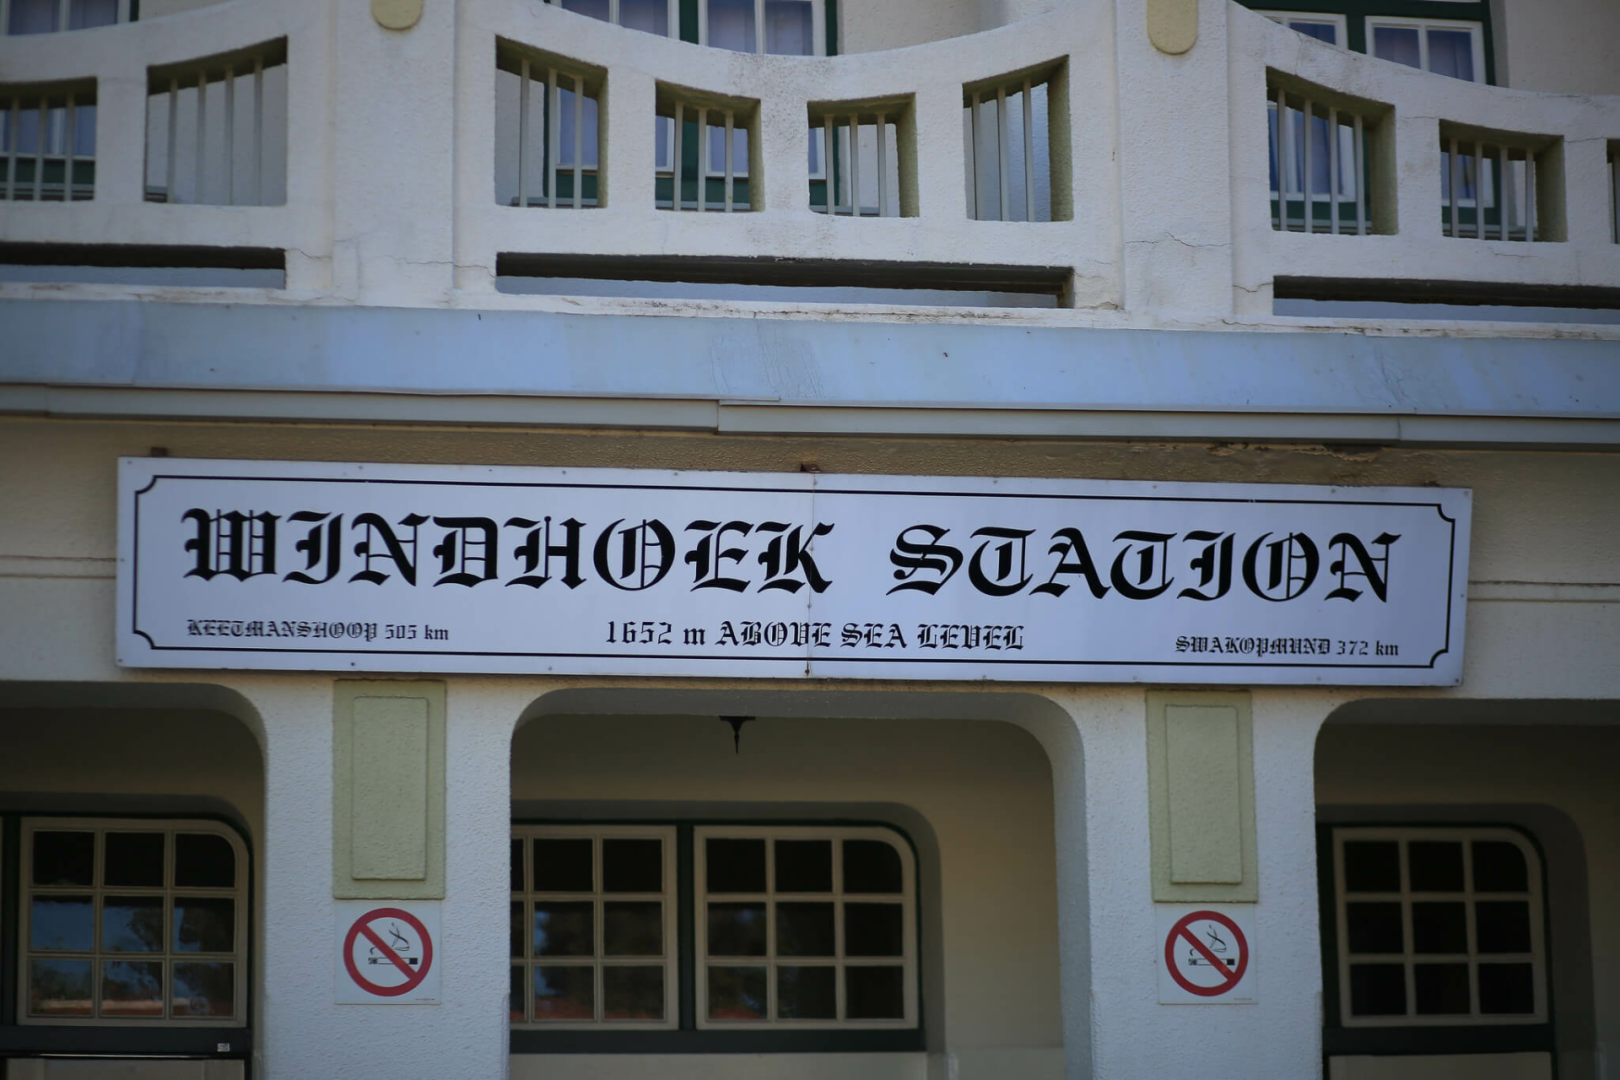 WINDHOEK STATION
KEETMANSHOOP 505 km 1652 m ABOVE SEA LEVEL SWAKOPMUND 372 km